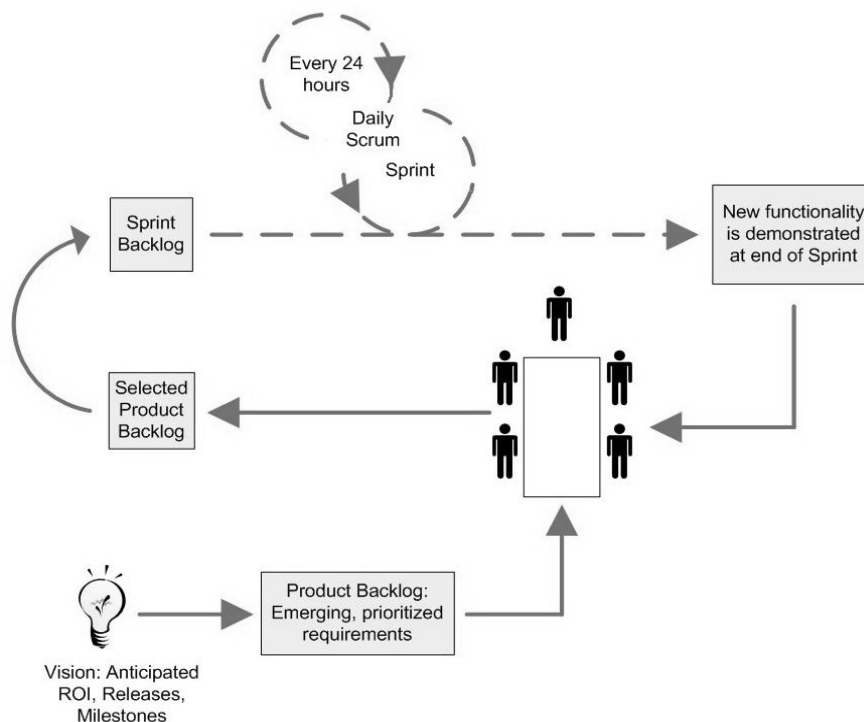 Every 24
hours
Daily
Scrum
Sprint
Sprint
Backlog
New functionality
is demonstrated
at end of Sprint
Selected
Product
Backlog
Product Backlog:
Emerging, prioritized
requirements
Vision: Anticipated
ROI, Releases,
Milestones